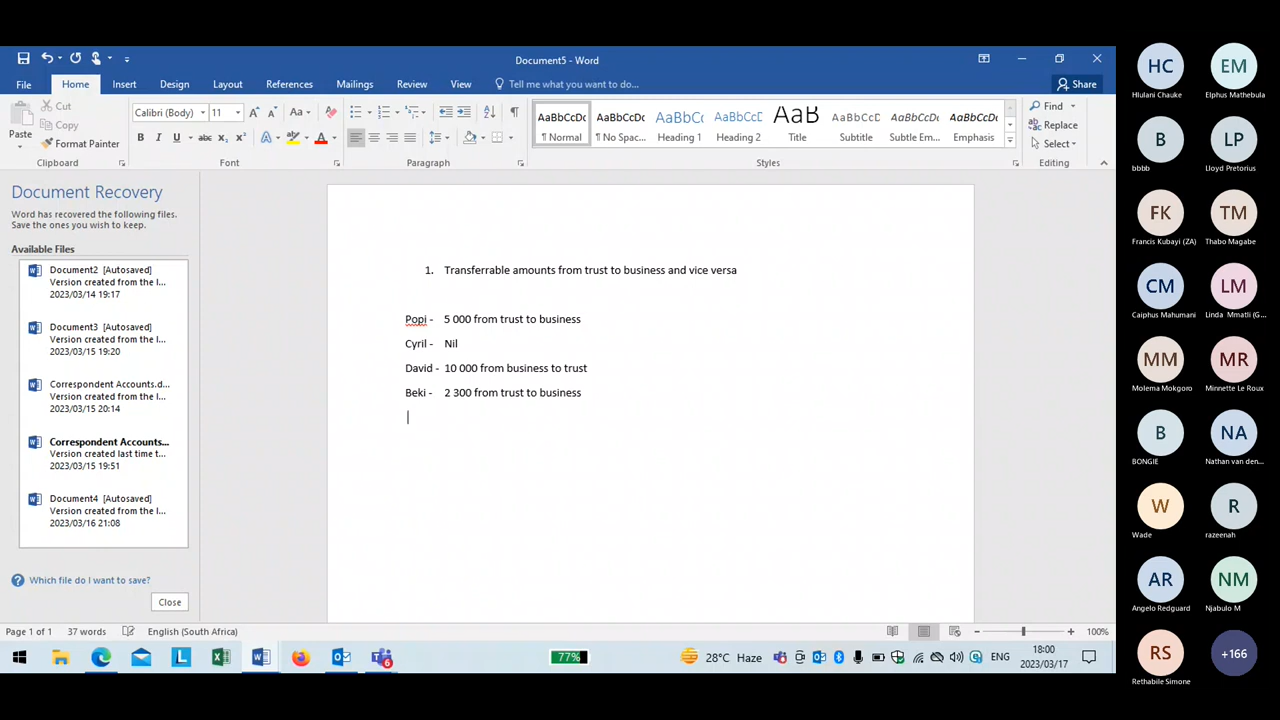 Document5 - Word
File
Home
Insert
Design
Layout
References
Mailings
Review
View
Tell me what you want to do...
Share
Paste
Cut
Copy
Format Painter
Clipboard
Calibri (Body)
11
Font
Paragraph
AaBbCcDc
¶ Normal
AaBbCcDc
¶ No Spac...
AaBbCc
Heading 1
AaBbCcD
Heading 2
AaB
Title
AaBbCcD
Subtitle
AaBbCcDc
Subtle Em...
AaBbCcDc
Emphasis
Styles
Find
Replace
Select
Editing
Document Recovery
Word has recovered the following files.
Save the ones you wish to keep.
Available Files
Document2 [Autosaved]
Version created from the l...
2023/03/14 19:17
Document3 [Autosaved]
Version created from the l...
2023/03/15 19:20
Correspondent Accounts.d...
Version created from the l...
2023/03/15 20:14
Correspondent Accounts...
Version created last time t...
2023/03/15 19:51
Document4 [Autosaved]
Version created from the l...
2023/03/16 21:08
Which file do I want to save?
Close
1. Transferrable amounts from trust to business and vice versa
Popi - 5 000 from trust to business
Cyril - Nil
David - 10 000 from business to trust
Beki - 2 300 from trust to business
Page 1 of 1
37 words
English (South Africa)
100%
77%
28°C Haze
ENG
18:00
2023/03/17
HC
Hlulani Chauke
EM
Elphus Mathebula
B
bbbb
LP
Lloyd Pretorius
FK
Francis Kubayi (ZA)
TM
Thabo Magabe
CM
Caiphus Mahumani
LM
Linda Mmatli (G...
MM
Molema Mokgoro
MR
Minnette Le Roux
B
BONGIE
NA
Nathan van den...
W
Wade
R
razeenah
AR
Angelo Redguard
NM
Njabulo M
RS
Rethabile Simone
+166